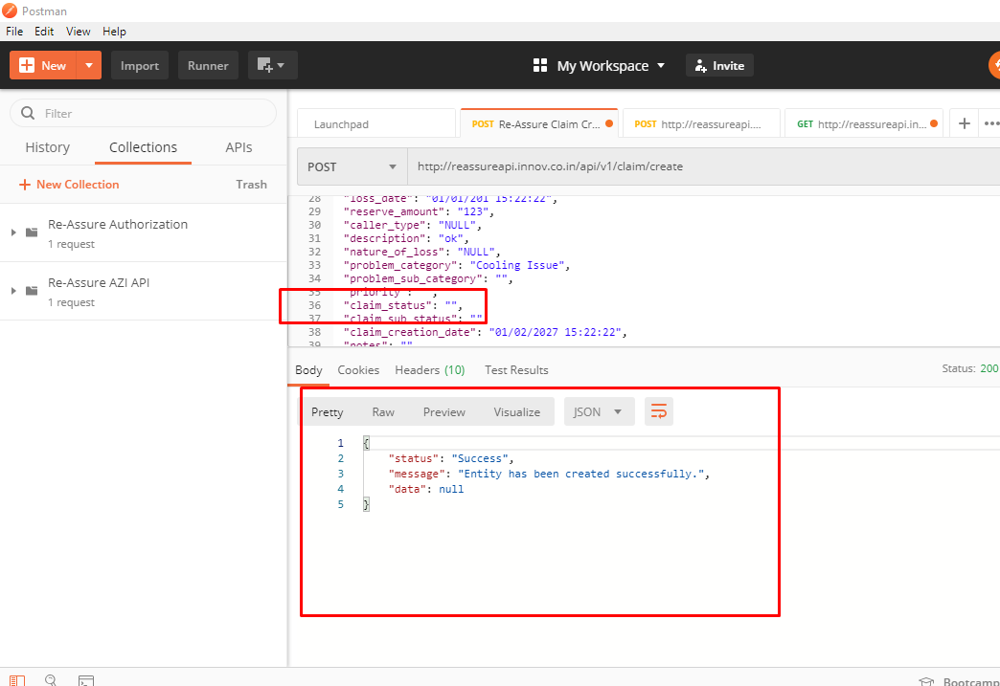 Postman
File Edit View Help
New Import Runner My Workspace Invite
Filter
History Collections APIs
New Collection Trash
Re-Assure Authorization
1 request
Re-Assure AZI API
1 request
Launchpad POST Re-Assure Claim Cr... POST http://reassureapi.... GET http://reassureapi.in...
POST http://reassureapi.innov.co.in/api/v1/claim/create
28 "loss_date": "01/01/201 15:22:22",
29 "reserve_amount": "123",
30 "caller_type": "NULL",
31 "description": "ok",
32 "nature_of_loss": "NULL",
33 "problem_category": "Cooling Issue",
34 "problem_sub_category": "",
35 "priority": "",
36 "claim_status": "",
37 "claim_sub_status": ""
38 "claim_creation_date": "01/02/2027 15:22:22",
39 "notes": ""
Body Cookies Headers (10) Test Results Status: 200
Pretty Raw Preview Visualize JSON
1 {
2 "status": "Success",
3 "message": "Entity has been created successfully.",
4 "data": null
5 }
Bootcamp